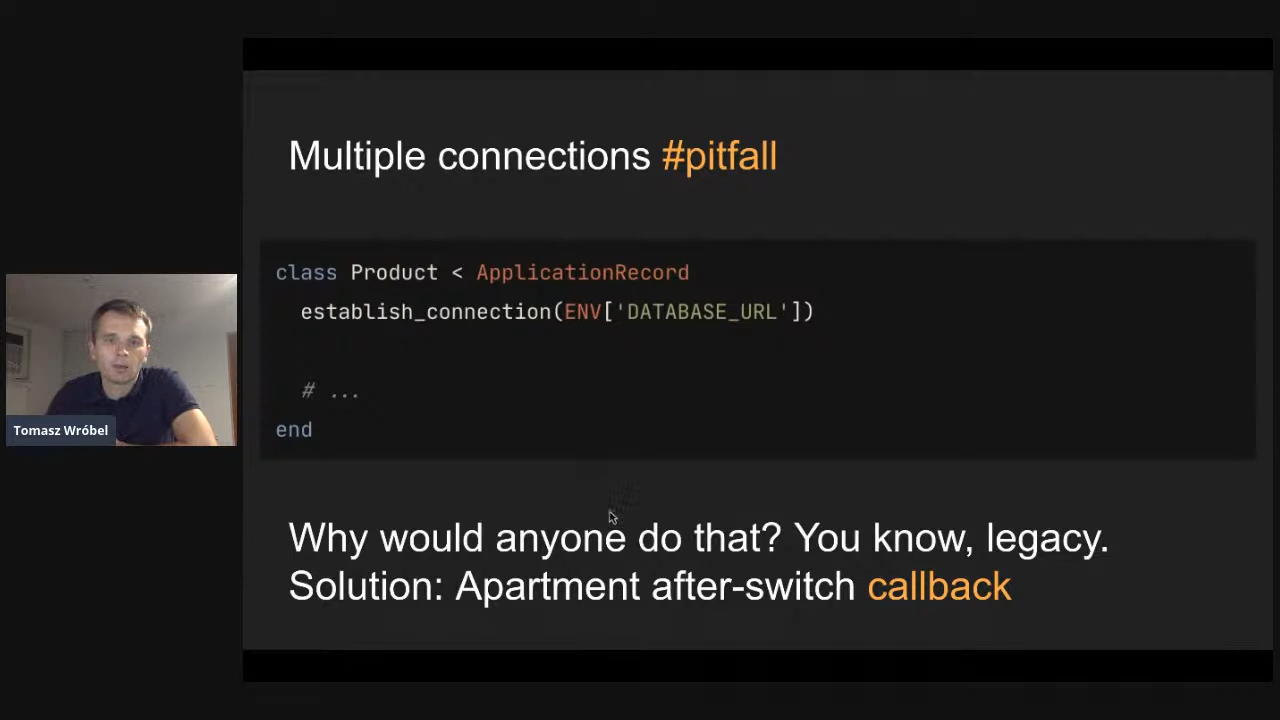 Multiple connections #pitfall
class Product < ApplicationRecord
establish_connection(ENV['DATABASE_URL'])
# ...
end
Tomasz Wróbel
Why would anyone do that? You know, legacy.
Solution: Apartment after-switch callback